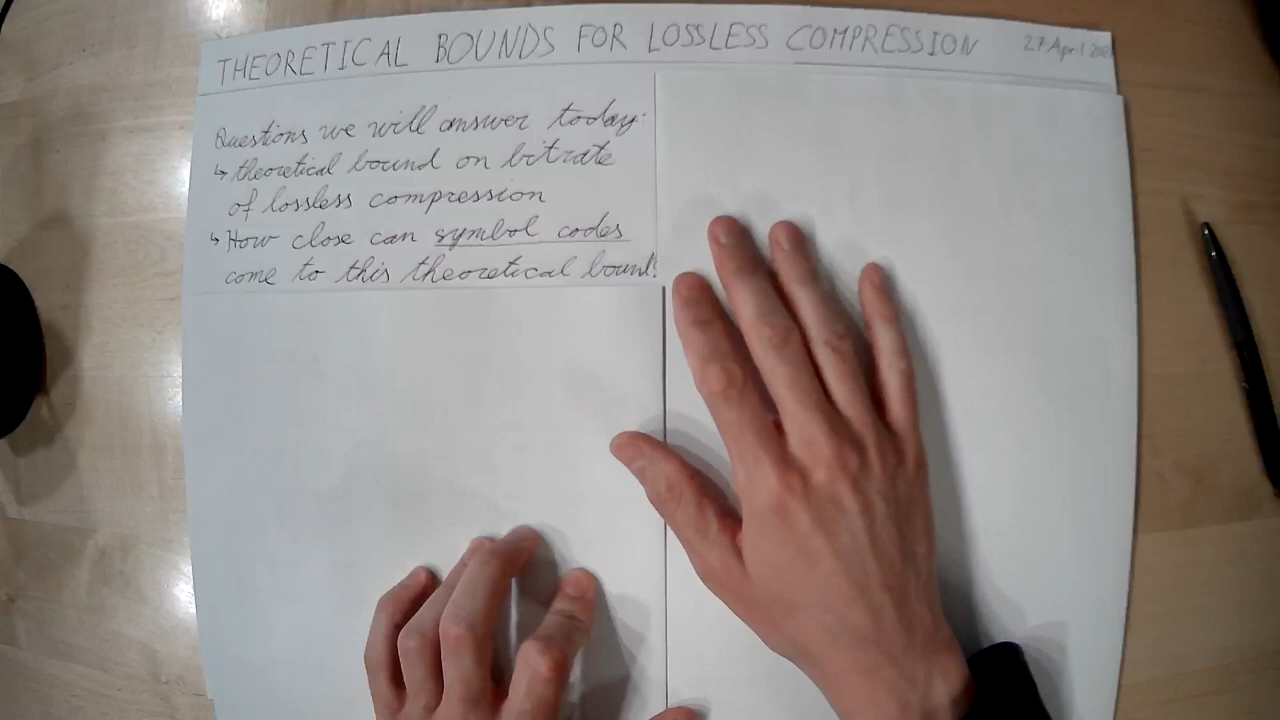 THEORETICAL BOUNDS FOR LOSSLESS COMPRESSION
27 April
Questions we will answer today:
↳ theoretical bound on bitrate
of lossless compression
↳ How close can symbol codes
come to this theoretical bound?